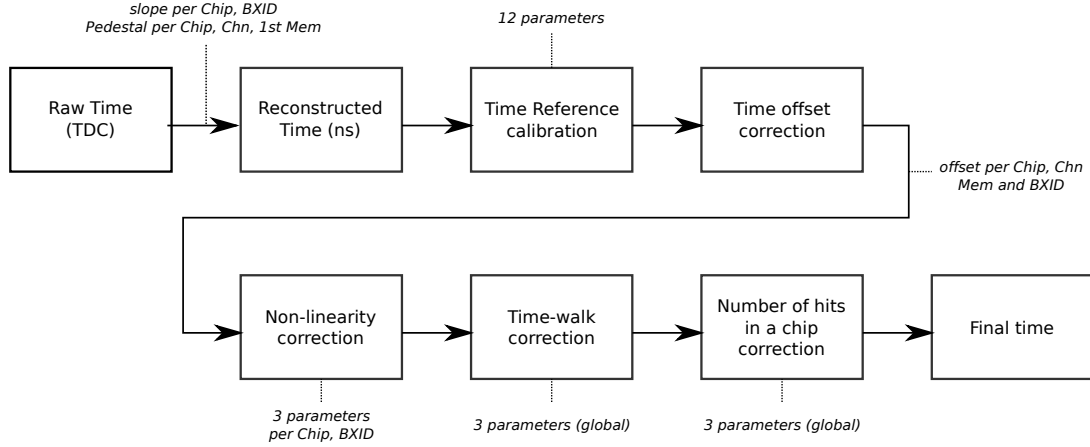 slope per Chip, BXID
Pedestal per Chip, Chn, 1st Mem
12 parameters
Raw Time
(TDC)
Reconstructed
Time (ns)
Time Reference
calibration
Time offset
correction
offset per Chip, Chn
Mem and BXID
Non-linearity
correction
Time-walk
correction
Number of hits
in a chip
correction
Final time
3 parameters
per Chip, BXID
3 parameters (global)
3 parameters (global)